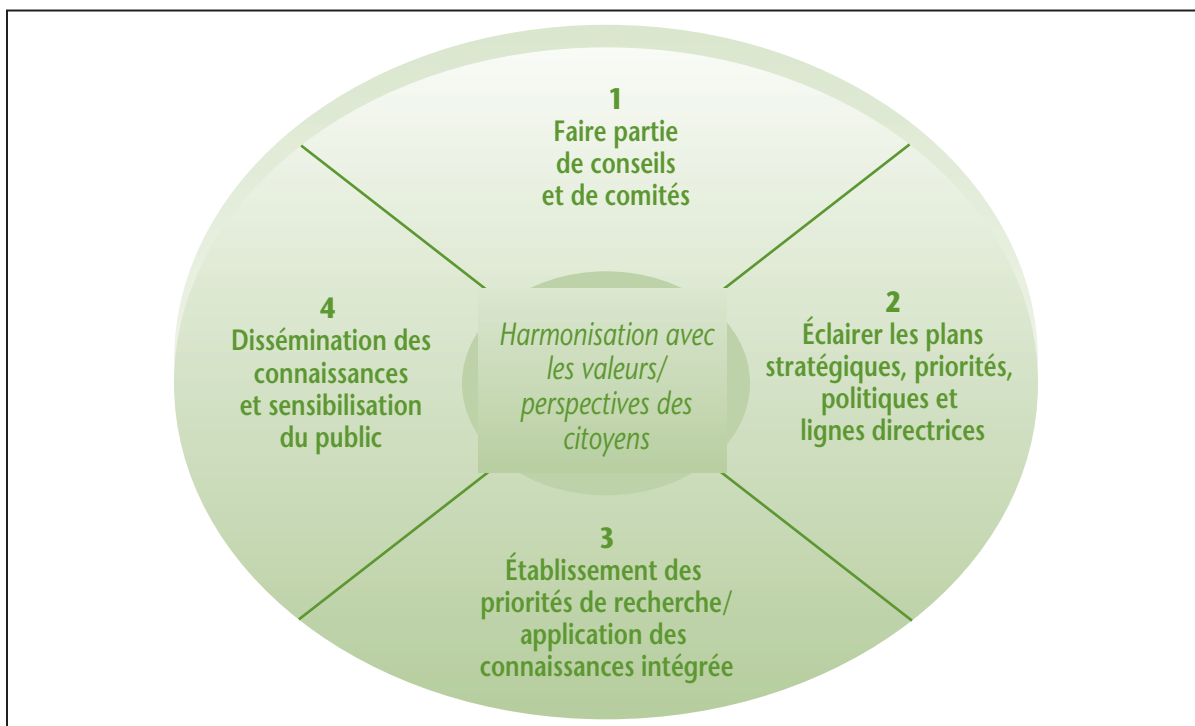 1
Faire partie
de conseils
et de comités
2
Éclairer les plans
stratégiques, priorités,
politiques et
lignes directrices
3
Établissement des
priorités de recherche/
application des
connaissances intégrée
4
Dissémination des
connaissances
et sensibilisation
du public
Harmonisation avec
les valeurs/
perspectives des
citoyens